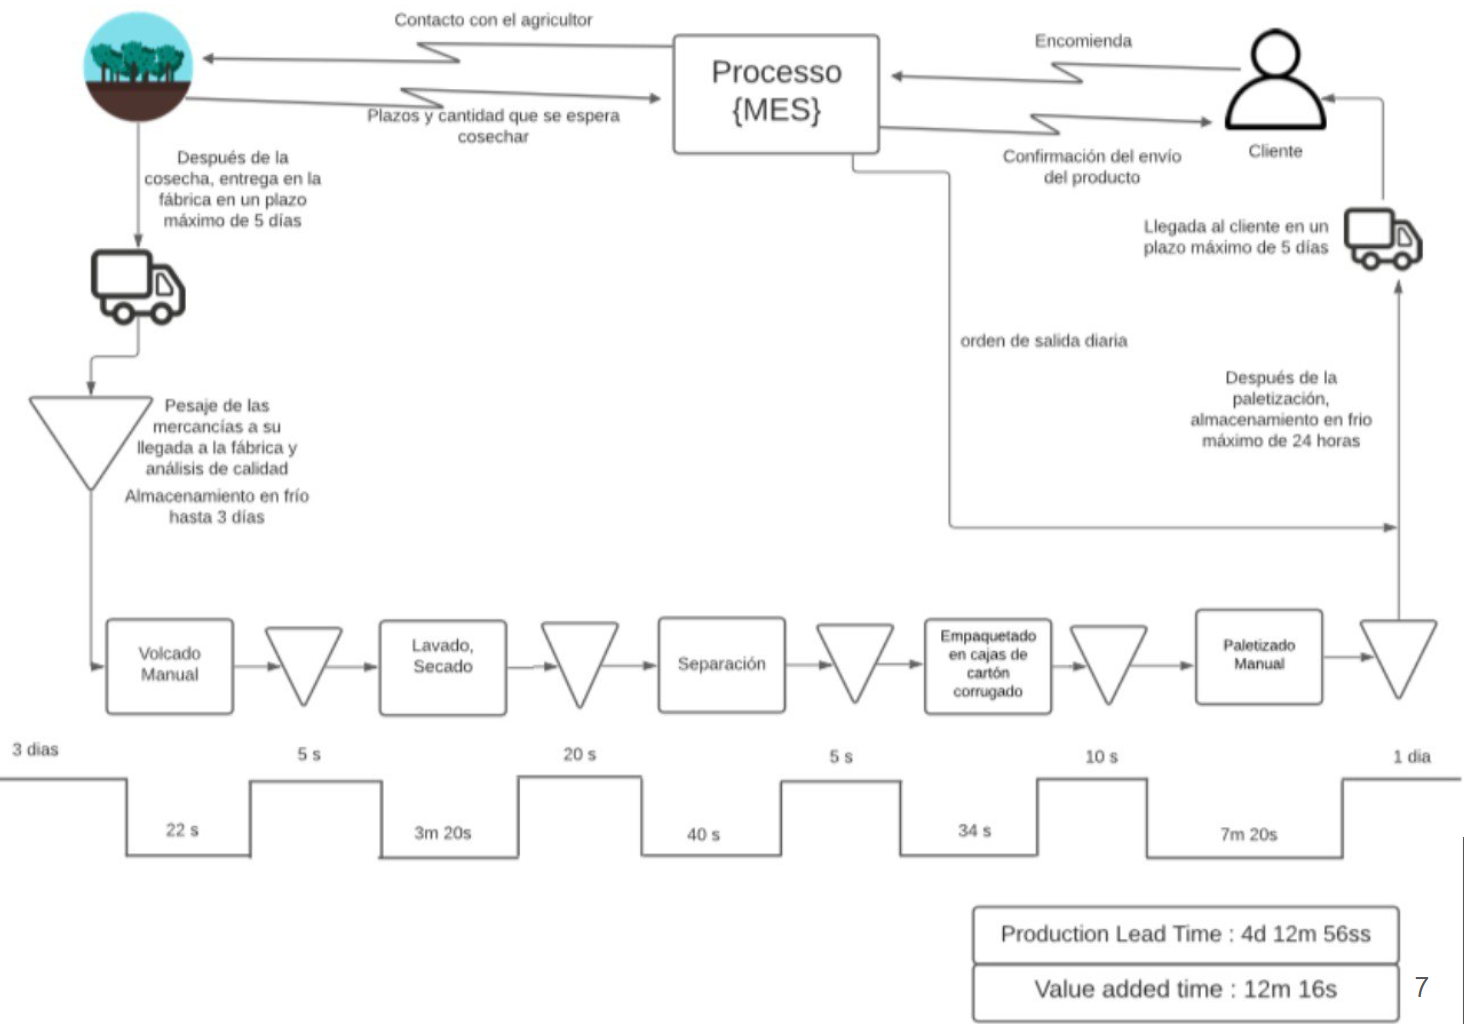 Contacto con el agricultor
Plazos y cantidad que se espera
cosechar
Processo
{MES}
Encomienda
Confirmación del envío
del producto
Cliente
Después de la
cosecha, entrega en la
fábrica en un plazo
máximo de 5 días
Llegada al cliente en un
plazo máximo de 5 días
orden de salida diaria
Después de la
paletización,
almacenamiento en frio
máximo de 24 horas
Pesaje de las
mercancías a su
llegada a la fábrica y
análisis de calidad
Almacenamiento en frío
hasta 3 días
Volcado
Manual
Lavado,
Secado
Separación
Empaquetado
en cajas de
cartón
corrugado
Paletizado
Manual
3 dias
5 s
20 s
5 s
10 s
1 dia
22 s
3m 20s
40 s
34 s
7m 20s
Production Lead Time : 4d 12m 56ss
Value added time : 12m 16s
7